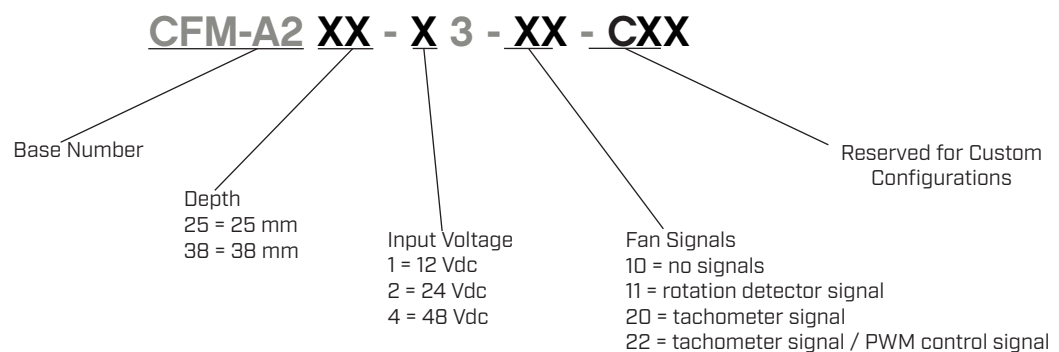 CFM-A2 XX - X 3 - XX - CXX
Base Number
Depth
25 = 25 mm
38 = 38 mm
Input Voltage
1 = 12 Vdc
2 = 24 Vdc
4 = 48 Vdc
Fan Signals
10 = no signals
11 = rotation detector signal
20 = tachometer signal
22 = tachometer signal / PWM control signal
Reserved for Custom
Configurations